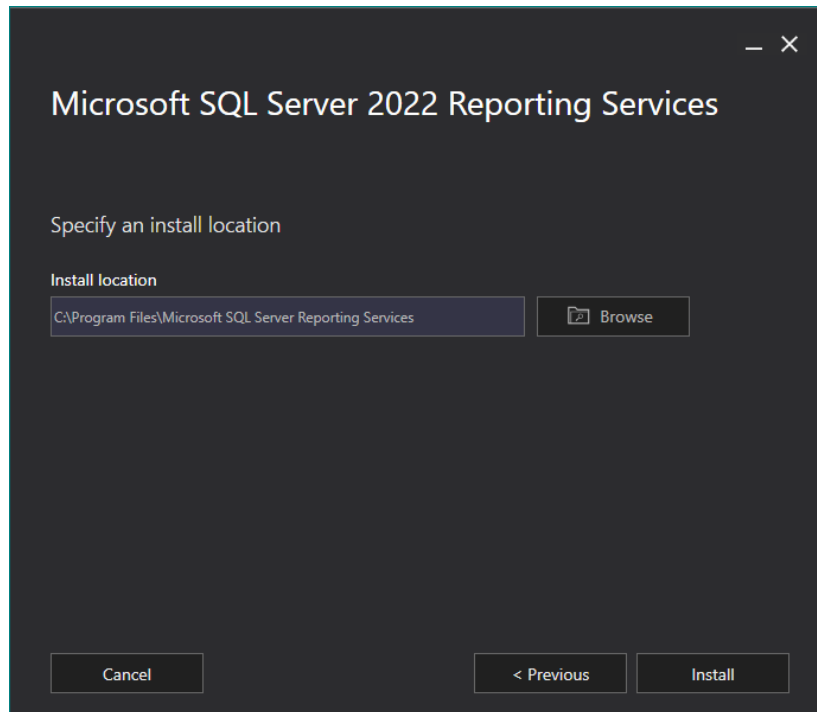 Microsoft SQL Server 2022 Reporting Services
Specify an install location
Install location
C:\Program Files\Microsoft SQL Server Reporting Services
Browse
Cancel
< Previous
Install